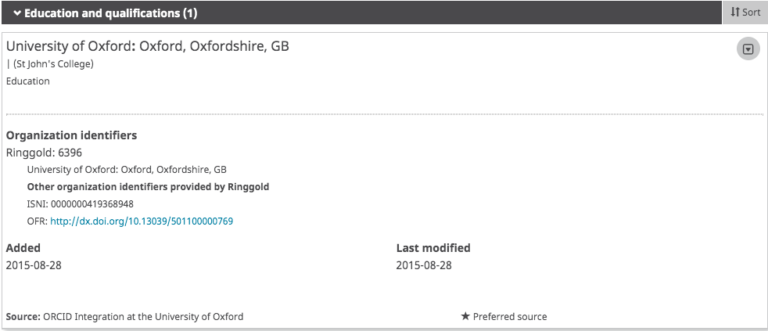 Education and qualifications (1)
Sort
University of Oxford: Oxford, Oxfordshire, GB
| (St John's College)
Education
Organization identifiers
Ringgold: 6396
University of Oxford: Oxford, Oxfordshire, GB
Other organization identifiers provided by Ringgold
ISNI: 0000000419368948
OFR: http://dx.doi.org/10.13039/501100000769
Added
Last modified
2015-08-28
2015-08-28
Source: ORCID Integration at the University of Oxford
★ Preferred source